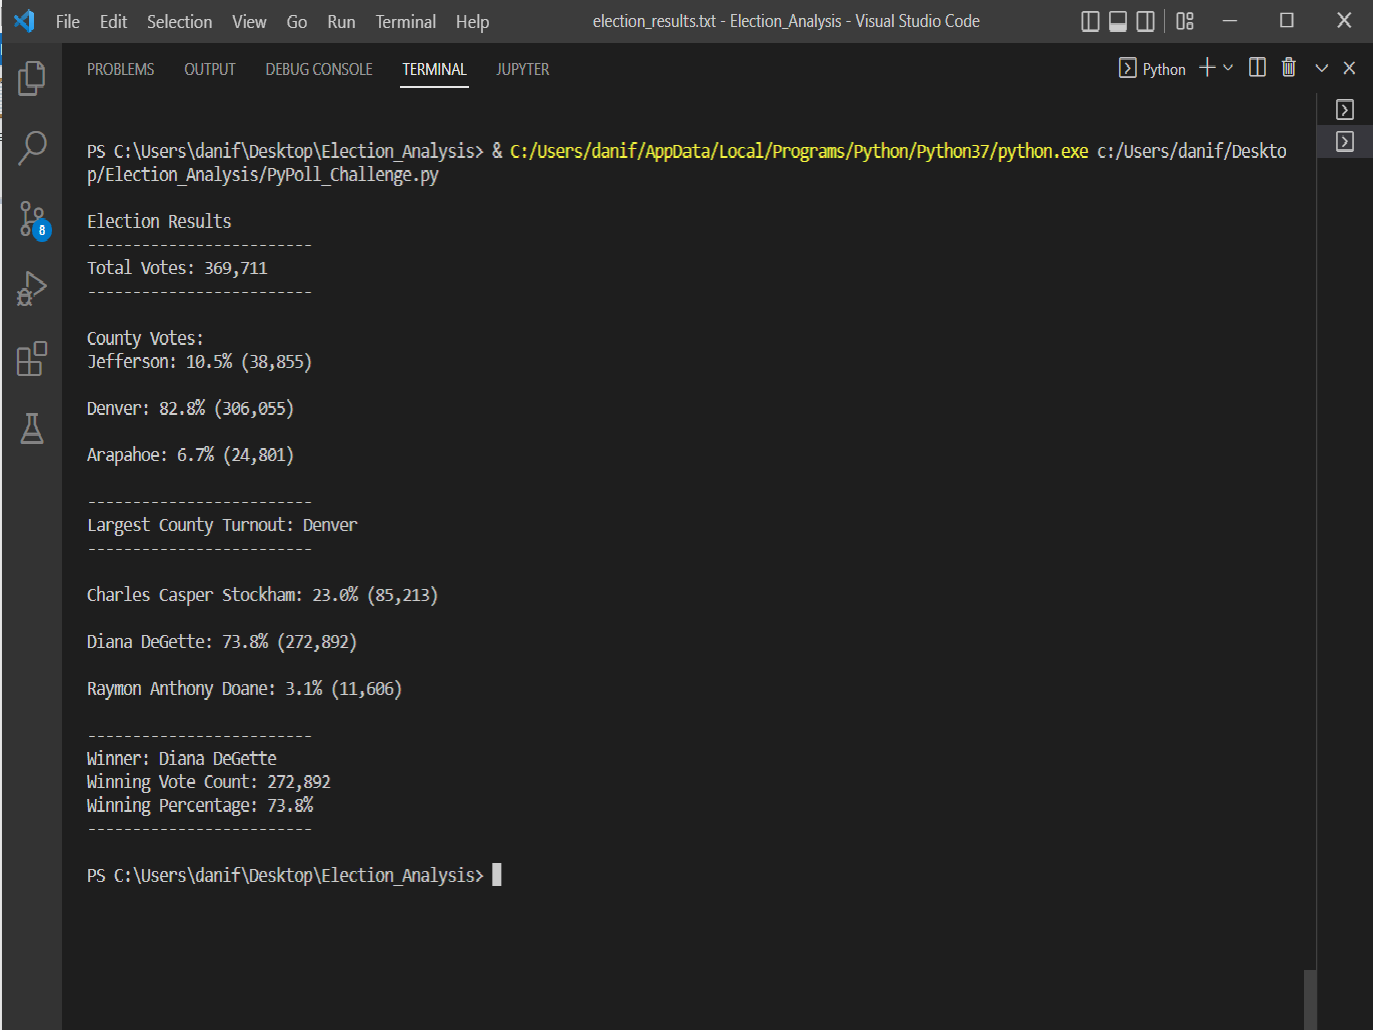 File Edit Selection View Go Run Terminal Help election_results.txt - Election_Analysis - Visual Studio Code
PROBLEMS OUTPUT DEBUG CONSOLE TERMINAL JUPYTER Python
PS C:\Users\danif\Desktop\Election_Analysis> & C:/Users/danif/AppData/Local/Programs/Python/Python37/python.exe c:/Users/danif/Deskto
p/Election_Analysis/PyPoll_Challenge.py
8
Election Results
-------------------------
Total Votes: 369,711
-------------------------
County Votes:
Jefferson: 10.5% (38,855)
Denver: 82.8% (306,055)
Arapahoe: 6.7% (24,801)
-------------------------
Largest County Turnout: Denver
-------------------------
Charles Casper Stockham: 23.0% (85,213)
Diana DeGette: 73.8% (272,892)
Raymon Anthony Doane: 3.1% (11,606)
-------------------------
Winner: Diana DeGette
Winning Vote Count: 272,892
Winning Percentage: 73.8%
-------------------------
PS C:\Users\danif\Desktop\Election_Analysis>